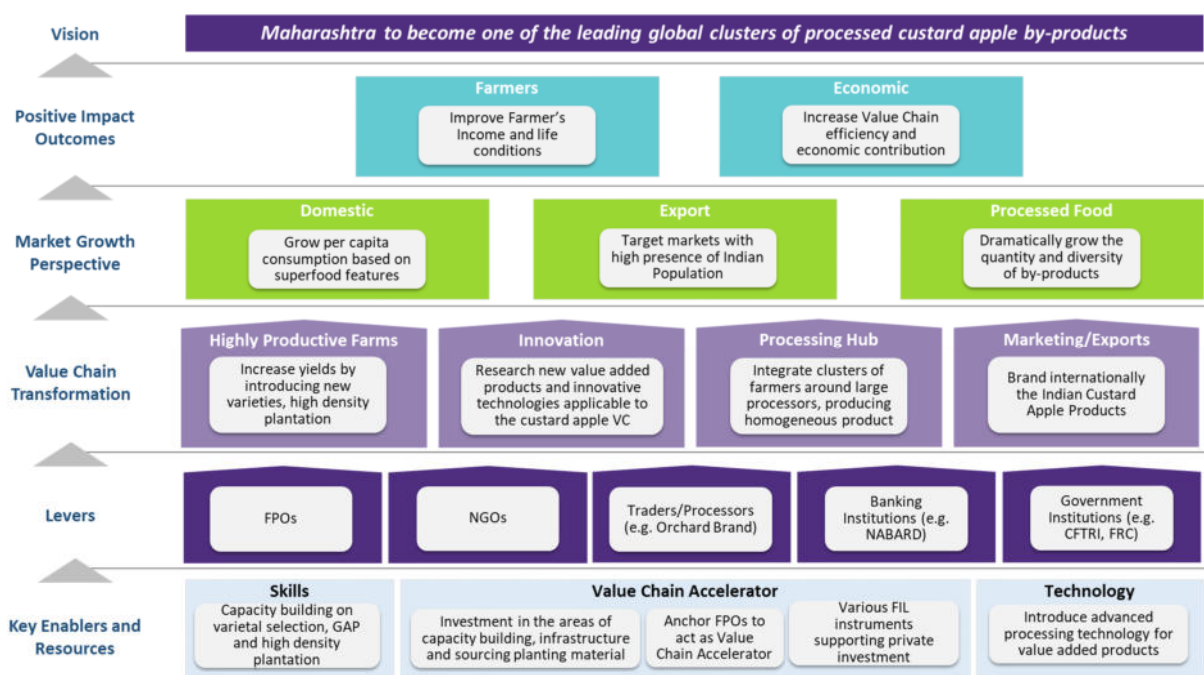 Vision
Maharashtra to become one of the leading global clusters of processed custard apple by-products
Positive Impact
Outcomes
Farmers
Improve Farmer's
Income and life
conditions
Economic
Increase Value Chain
efficiency and
economic contribution
Market Growth
Perspective
Domestic
Grow per capita
consumption based on
superfood features
Export
Target markets with
high presence of Indian
Population
Processed Food
Dramatically grow the
quantity and diversity
of by-products
Value Chain
Transformation
Highly Productive Farms
Increase yields by
introducing new
varieties, high density
plantation
Innovation
Research new value added
products and innovative
technologies applicable to
the custard apple VC
Processing Hub
Integrate clusters of
farmers around large
processors, producing
homogeneous product
Marketing/Exports
Brand internationally
the Indian Custard
Apple Products
Levers
FPOs
NGOs
Traders/Processors
(e.g. Orchard Brand)
Banking
Institutions (e.g.
NABARD)
Government
Institutions (e.g.
CFTRI, FRC)
Key Enablers and
Resources
Skills
Capacity building on
varietal selection, GAP
and high density
plantation
Value Chain Accelerator
Investment in the areas of
capacity building, infrastructure
and sourcing planting material
Anchor FPOs to
act as Value
Chain Accelerator
Various FIL
instruments
supporting private
investment
Technology
Introduce advanced
processing technology for
value added products